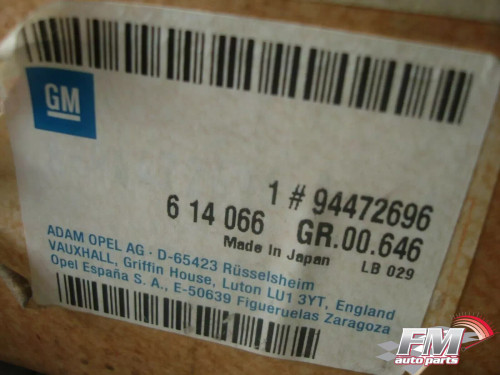 GM
1 # 94472696
6 14 066 GR.00.646
Made in Japan LB 029
ADAM OPEL AG · D-65423 Rüsselsheim
VAUXHALL, Griffin House, Luton LU1 3YT, England
Opel España S. A., E-50639 Figueruelas Zaragoza
FM
auto parts